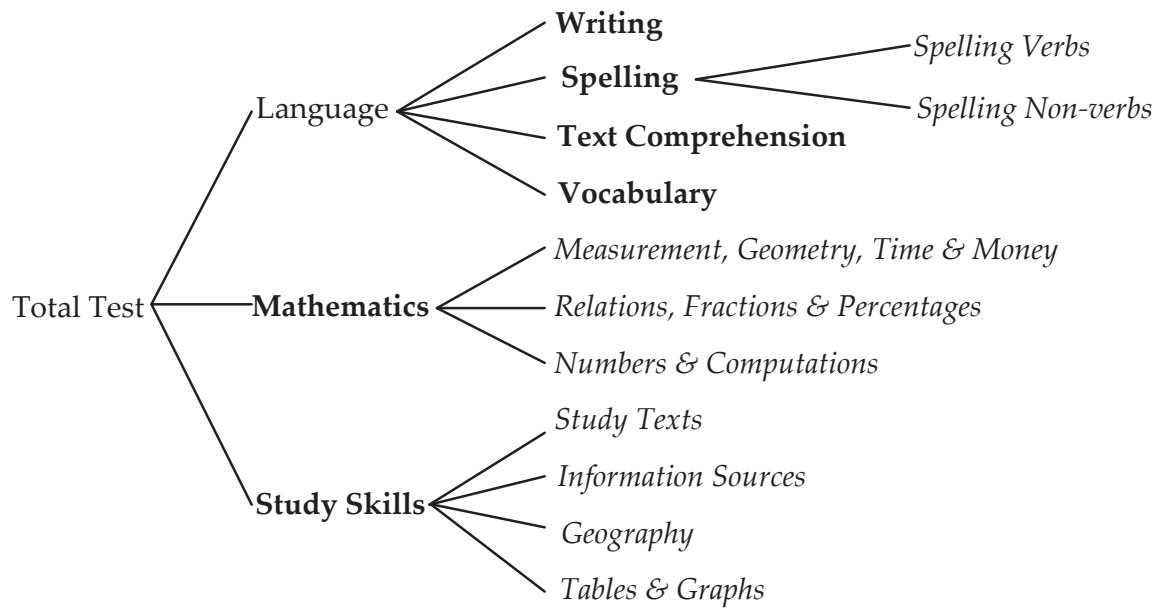 Writing
Spelling Verbs
Spelling
Language
Spelling Non-verbs
Text Comprehension
Vocabulary
Measurement, Geometry, Time & Money
Total Test
Mathematics
Relations, Fractions & Percentages
Numbers & Computations
Study Texts
Information Sources
Study Skills
Geography
Tables & Graphs